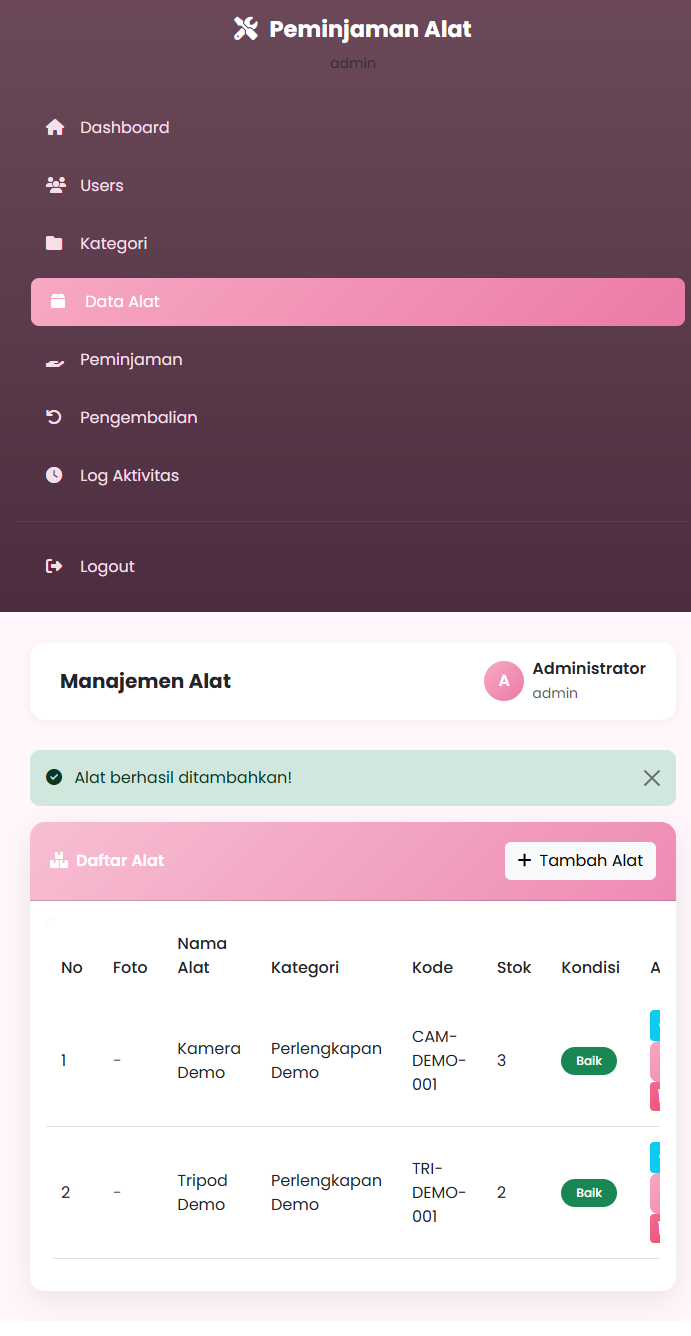 Peminjaman Alat
admin
Dashboard
Users
Kategori
Data Alat
Peminjaman
Pengembalian
Log Aktivitas
Logout
Manajemen Alat
A
Administrator
admin
Alat berhasil ditambahkan!
Daftar Alat
Tambah Alat
No Foto Nama Alat Kategori Kode Stok Kondisi A
1 - Kamera Demo Perlengkapan Demo CAM-DEMO-001 3 Baik
2 - Tripod Demo Perlengkapan Demo TRI-DEMO-001 2 Baik